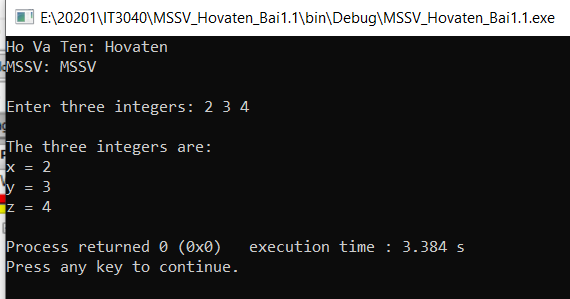 E:\20201\IT3040\MSSV_Hovaten_Bai1.1\bin\Debug\MSSV_Hovaten_Bai1.1.exe
Ho Va Ten: Hovaten
MSSV: MSSV
Enter three integers: 2 3 4
The three integers are:
x = 2
y = 3
z = 4
Process returned 0 (0x0)   execution time : 3.384 s
Press any key to continue.